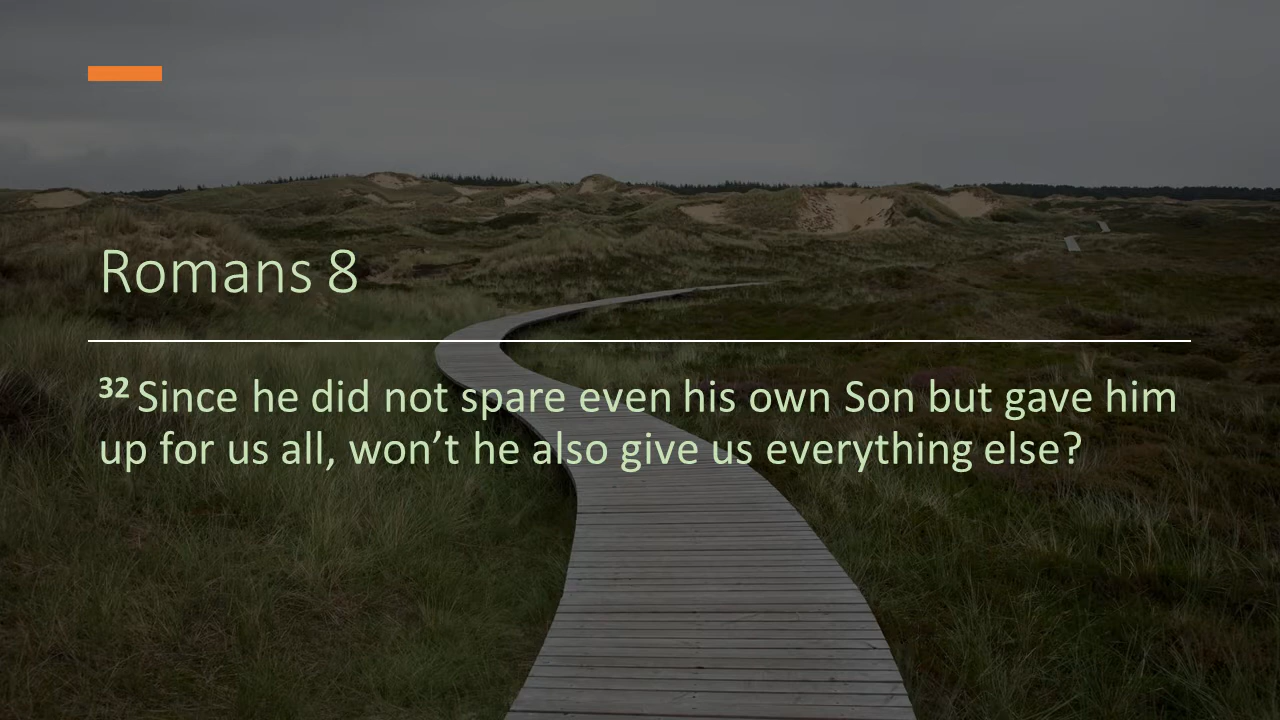 Romans 8
32 Since he did not spare even his own Son but gave him
up for us all, won’t he also give us everything else?